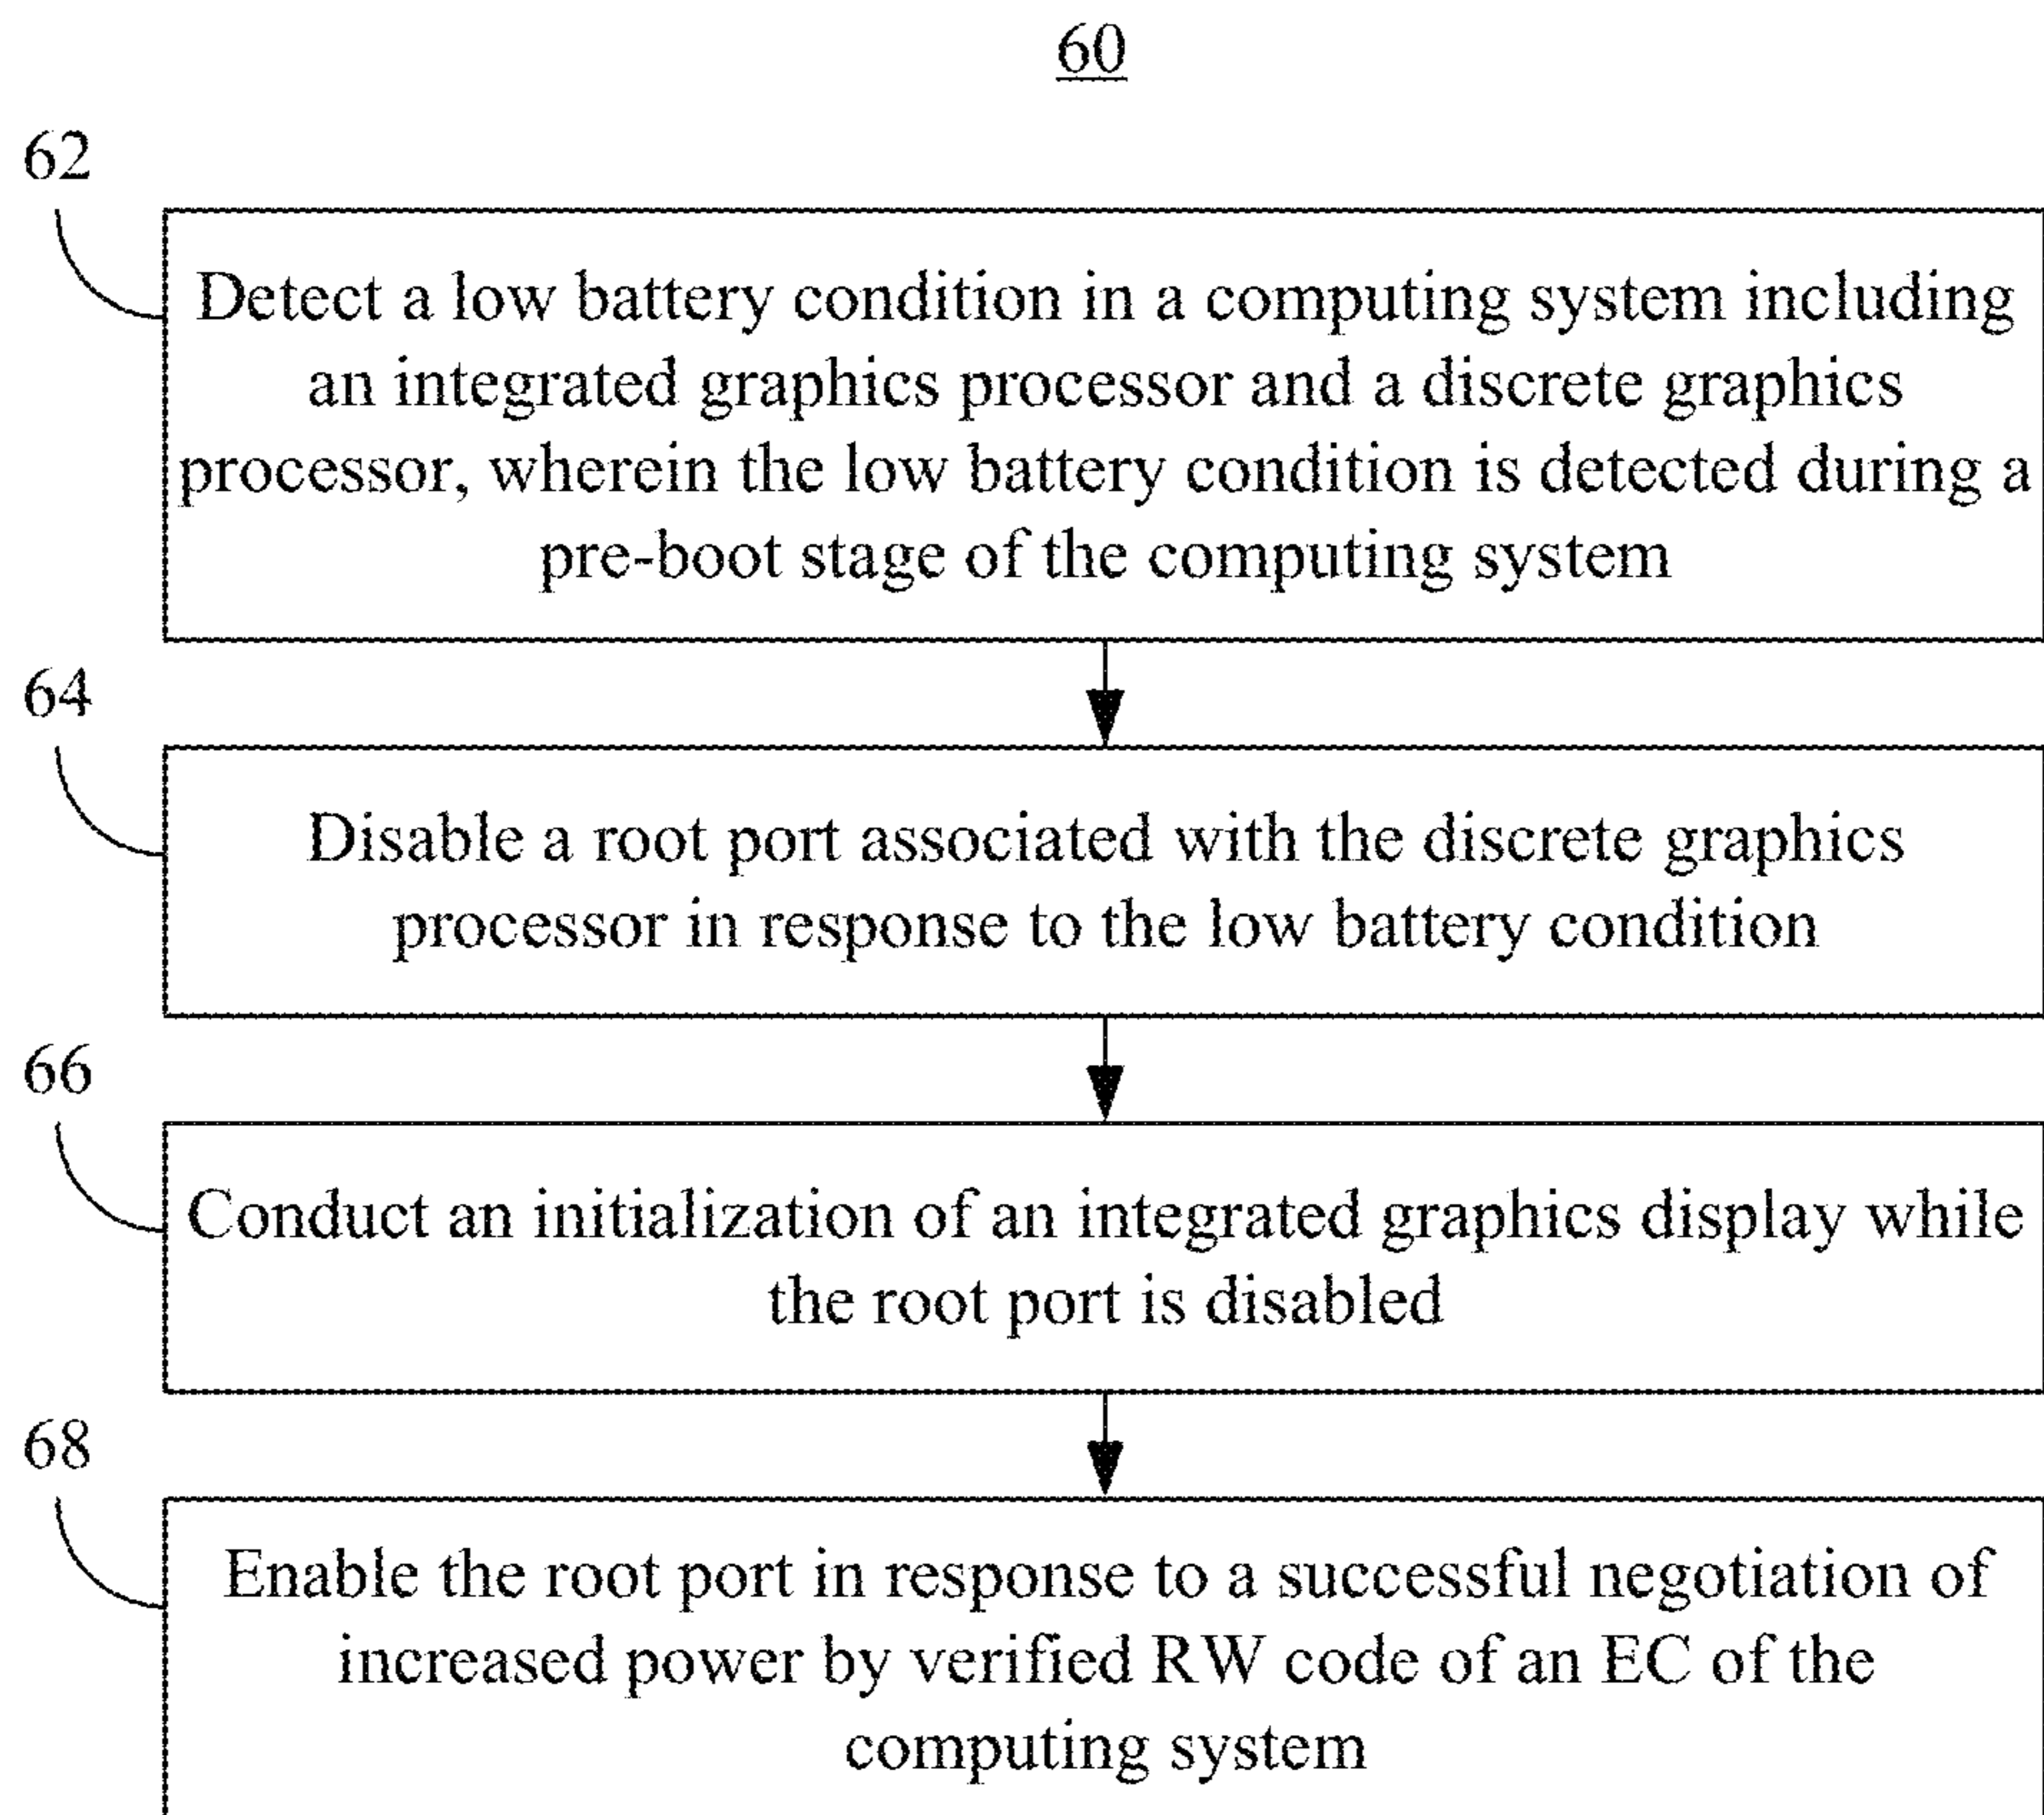 60
62
Detect a low battery condition in a computing system including
an integrated graphics processor and a discrete graphics
processor, wherein the low battery condition is detected during a
pre-boot stage of the computing system
64
Disable a root port associated with the discrete graphics
processor in response to the low battery condition
66
Conduct an initialization of an integrated graphics display while
the root port is disabled
68
Enable the root port in response to a successful negotiation of
increased power by verified RW code of an EC of the
computing system